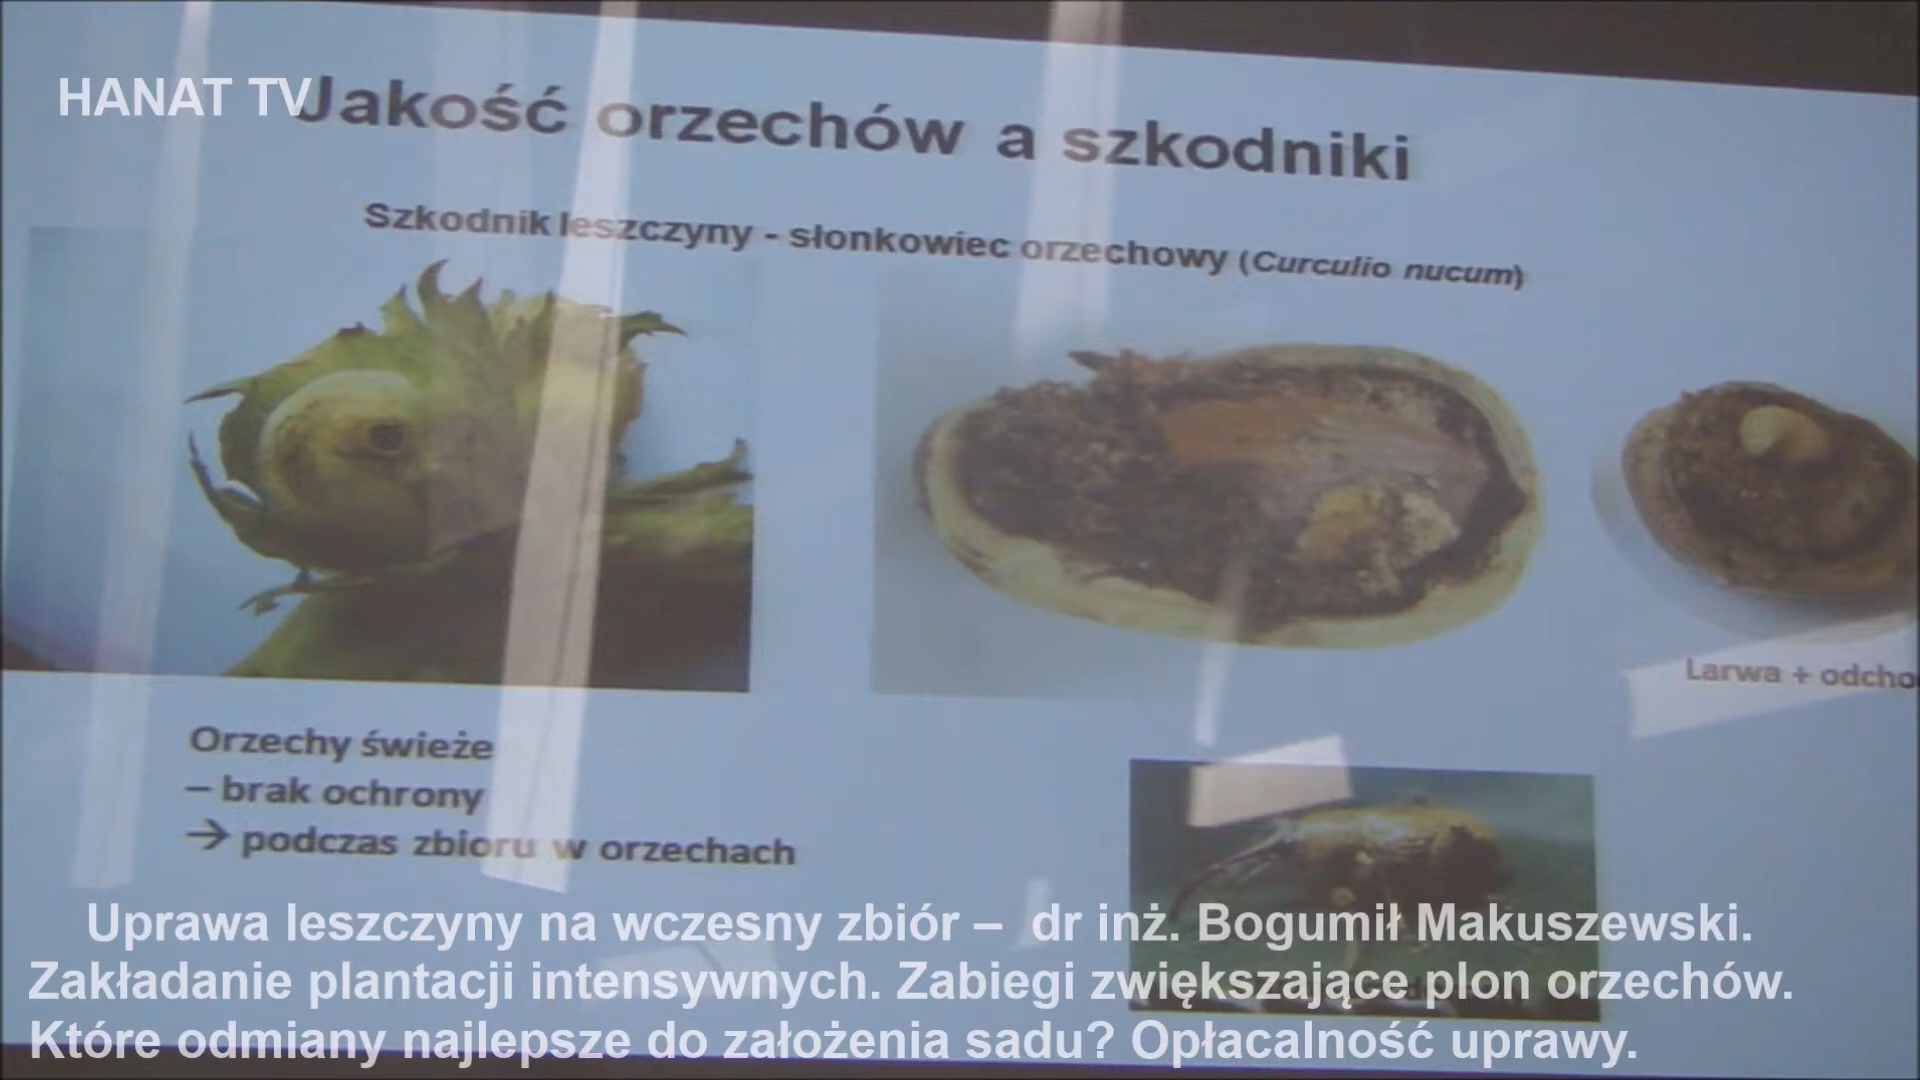 HANAT TV
Jakość orzechów a szkodniki
Szkodnik leszczyny - słonkowiec orzechowy (Curculio nucum)
Larwa + odcho
Orzechy świeże
– brak ochrony
→ podczas zbioru w orzechach
Uprawa leszczyny na wczesny zbiór – dr inż. Bogumił Makuszewski.
Zakładanie plantacji intensywnych. Zabiegi zwiększające plon orzechów.
Które odmiany najlepsze do założenia sadu? Opłacalność uprawy.